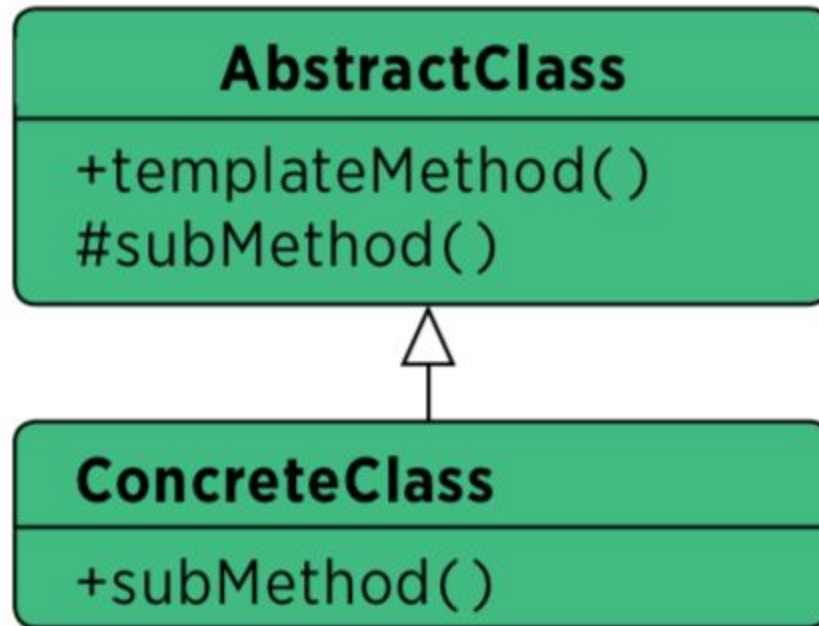 AbstractClass
+templateMethod()
#subMethod()
ConcreteClass
+subMethod()